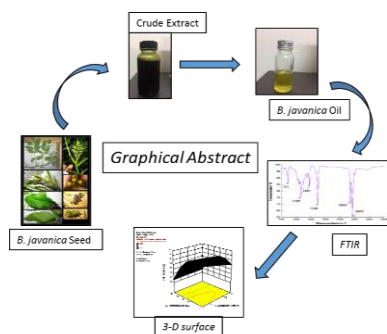 Crude Extract
B. javanica Oil
Graphical Abstract
B. javanica Seed
FTIR
3-D surface